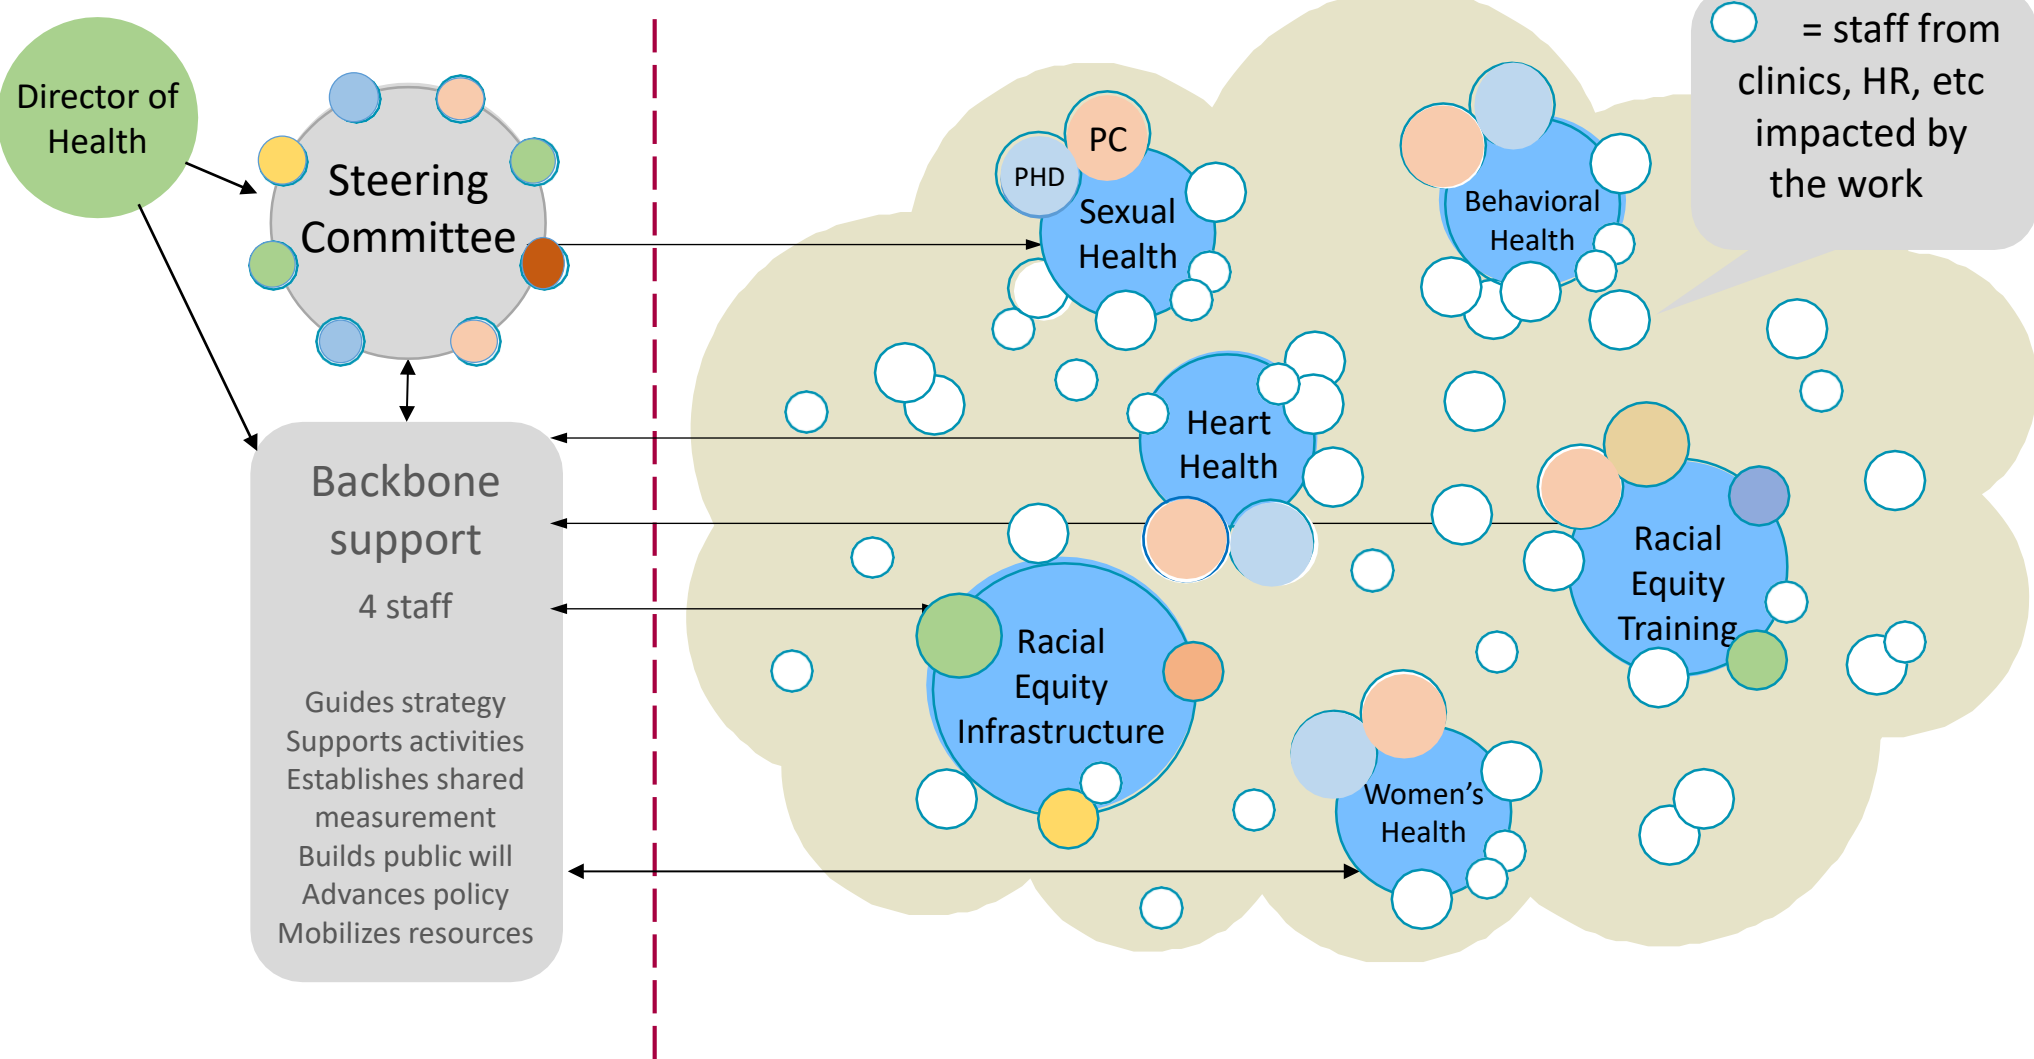 Director of
Health
Steering
Committee
Backbone
support
4 staff
Guides strategy
Supports activities
Establishes shared
measurement
Builds public will
Advances policy
Mobilizes resources
PHD
PC
Sexual
Health
Behavioral
Health
= staff from
clinics, HR, etc
impacted by
the work
Heart
Health
Racial
Equity
Training
Racial
Equity
Infrastructure
Women’s
Health